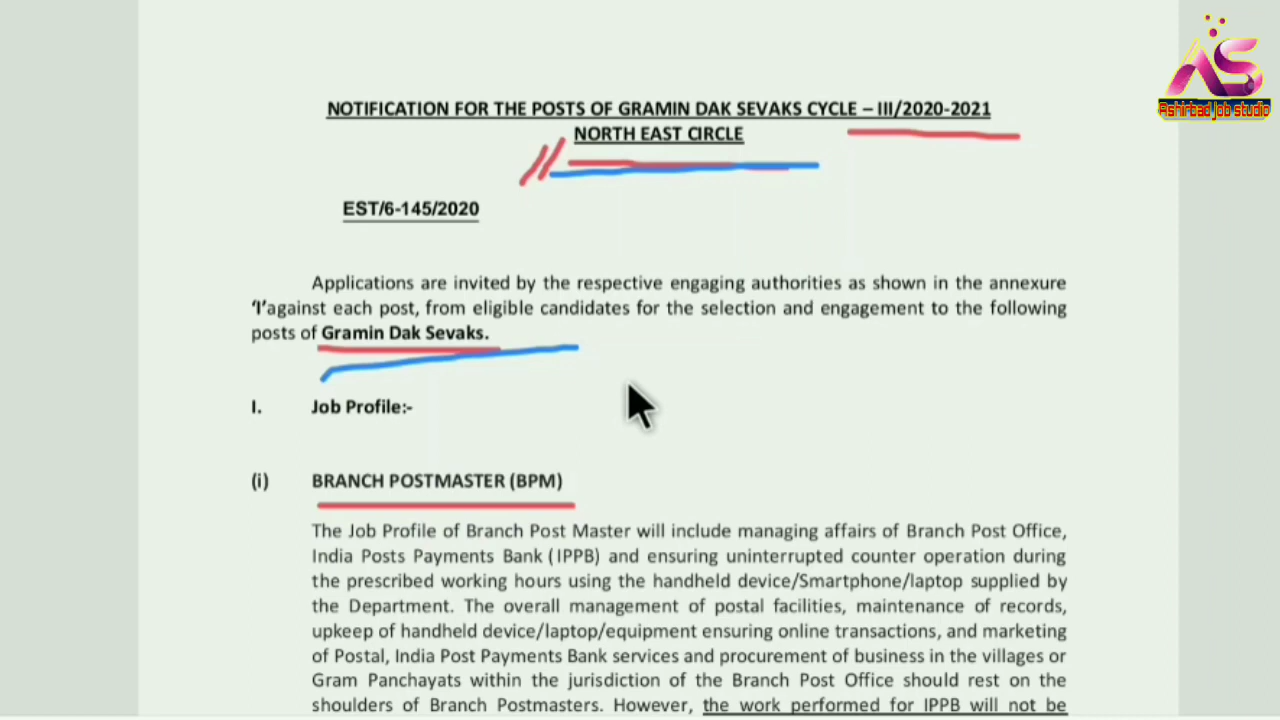 NOTIFICATION FOR THE POSTS OF GRAMIN DAK SEVAKS CYCLE – III/2020-2021
NORTH EAST CIRCLE
EST/6-145/2020
Applications are invited by the respective engaging authorities as shown in the annexure
'I'against each post, from eligible candidates for the selection and engagement to the following
posts of Gramin Dak Sevaks.
I. Job Profile:-
(i) BRANCH POSTMASTER (BPM)
The Job Profile of Branch Post Master will include managing affairs of Branch Post Office,
India Posts Payments Bank (IPPB) and ensuring uninterrupted counter operation during
the prescribed working hours using the handheld device/Smartphone/laptop supplied by
the Department. The overall management of postal facilities, maintenance of records,
upkeep of handheld device/laptop/equipment ensuring online transactions, and marketing
of Postal, India Post Payments Bank services and procurement of business in the villages or
Gram Panchayats within the jurisdiction of the Branch Post Office should rest on the
shoulders of Branch Postmasters. However, the work performed for IPPB will not be
AS
Ashirbad job studio